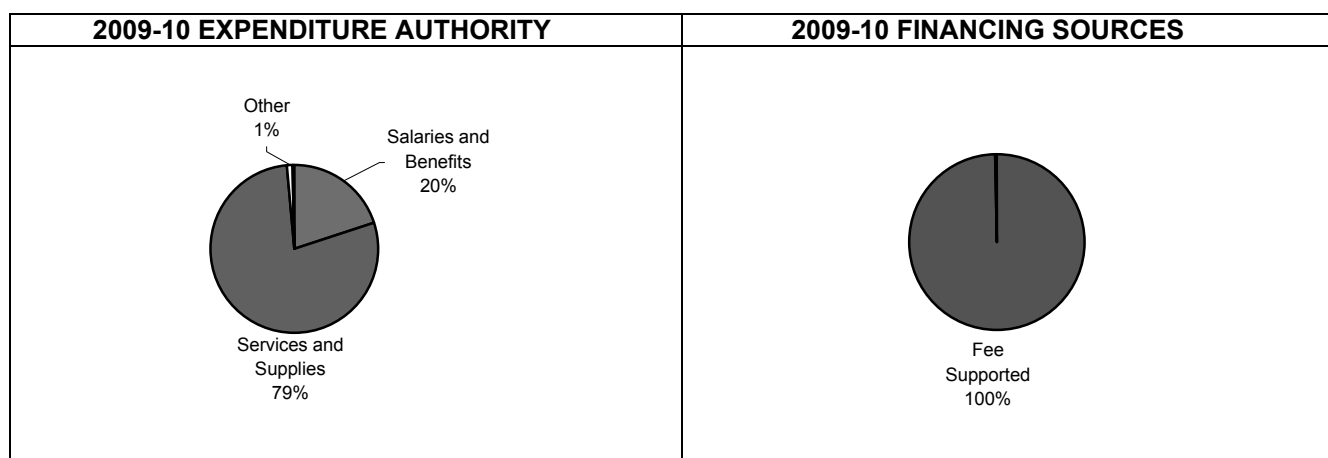 2009-10 EXPENDITURE AUTHORITY
Other
1%
Salaries and
Benefits
20%
Services and
Supplies
79%
2009-10 FINANCING SOURCES
Fee
Supported
100%